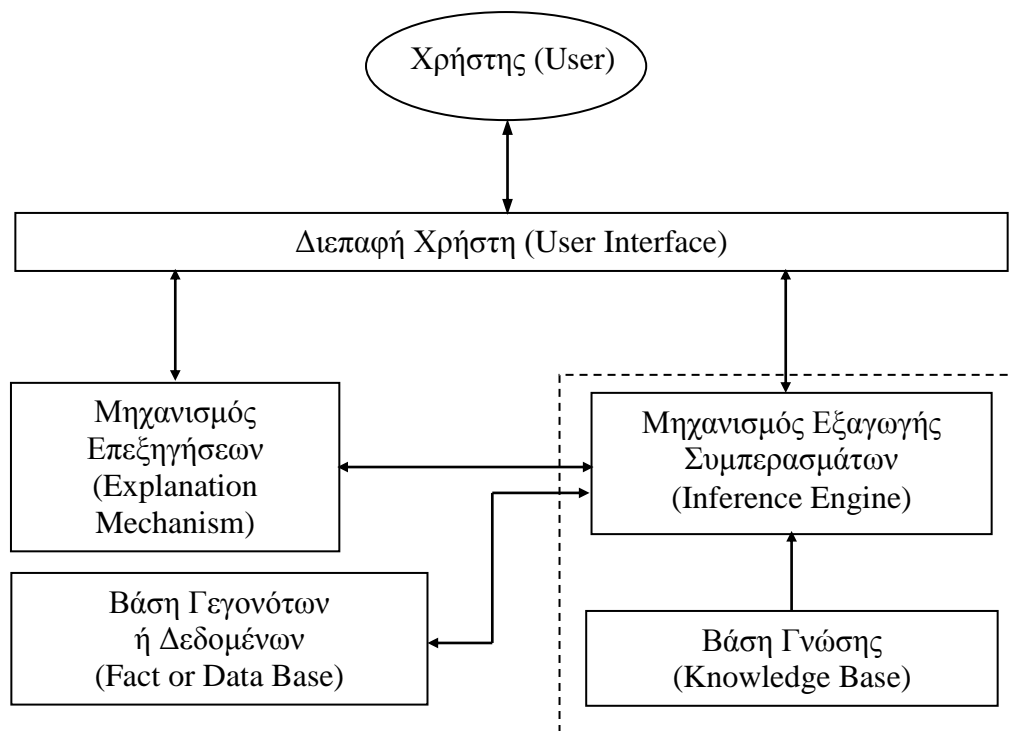 Χρήστης (User)
Διεπαφή Χρήστη (User Interface)
Μηχανισμός
Επεξηγήσεων
(Explanation
Mechanism)
Μηχανισμός Εξαγωγής
Συμπερασμάτων
(Inference Engine)
Βάση Γεγονότων
ή Δεδομένων
(Fact or Data Base)
Βάση Γνώσης
(Knowledge Base)